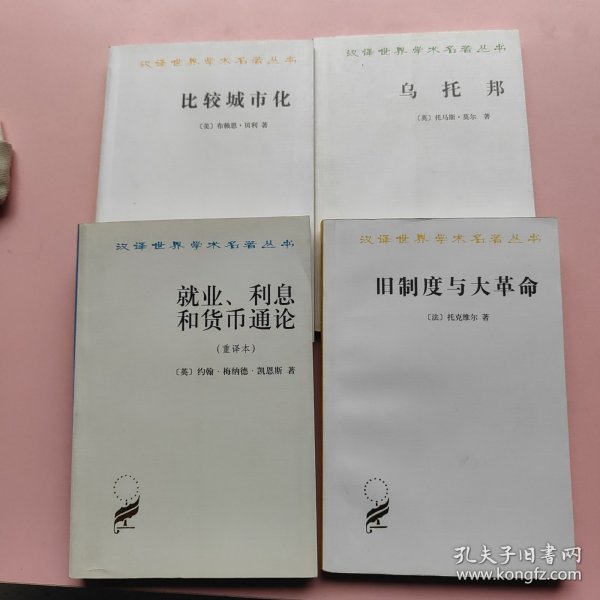 汉译世界学术名著丛书
比较城市化
〔美〕布赖恩·贝利 著
汉译世界学术名著丛书
乌托邦
〔英〕托马斯·莫尔 著
汉译世界学术名著丛书
就业、利息
和货币通论
(重译本)
〔英〕约翰·梅纳德·凯恩斯 著
汉译世界学术名著丛书
旧制度与大革命
〔法〕托克维尔 著
孔夫子旧书网
www.kongfz.com